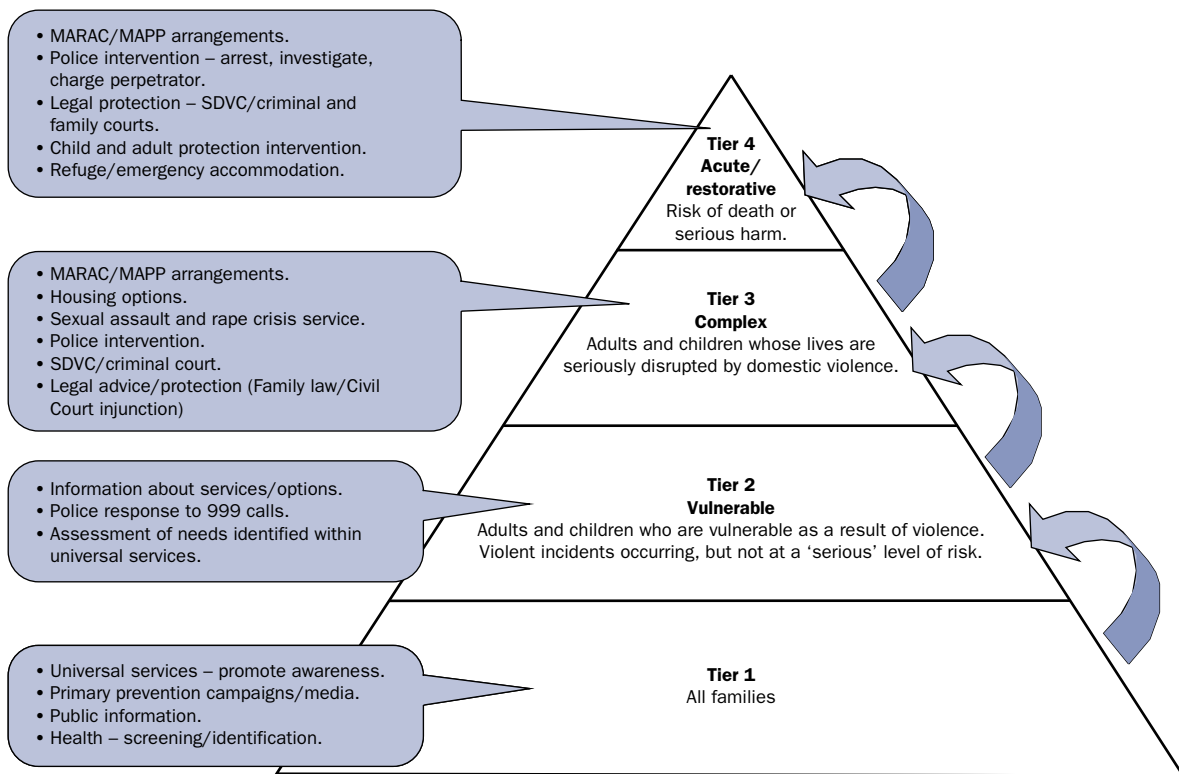 • MARAC/MAPP arrangements.
• Police intervention – arrest, investigate,
charge perpetrator.
• Legal protection – SDVC/criminal and
family courts.
• Child and adult protection intervention.
• Refuge/emergency accommodation.
Tier 4
Acute/
restorative
Risk of death or
serious harm.
• MARAC/MAPP arrangements.
• Housing options.
• Sexual assault and rape crisis service.
• Police intervention.
• SDVC/criminal court.
• Legal advice/protection (Family law/Civil
Court injunction)
Tier 3
Complex
Adults and children whose lives are
seriously disrupted by domestic violence.
• Information about services/options.
• Police response to 999 calls.
• Assessment of needs identified within
universal services.
Tier 2
Vulnerable
Adults and children who are vulnerable as a result of violence.
Violent incidents occurring, but not at a ‘serious’ level of risk.
• Universal services – promote awareness.
• Primary prevention campaigns/media.
• Public information.
• Health – screening/identification.
Tier 1
All families